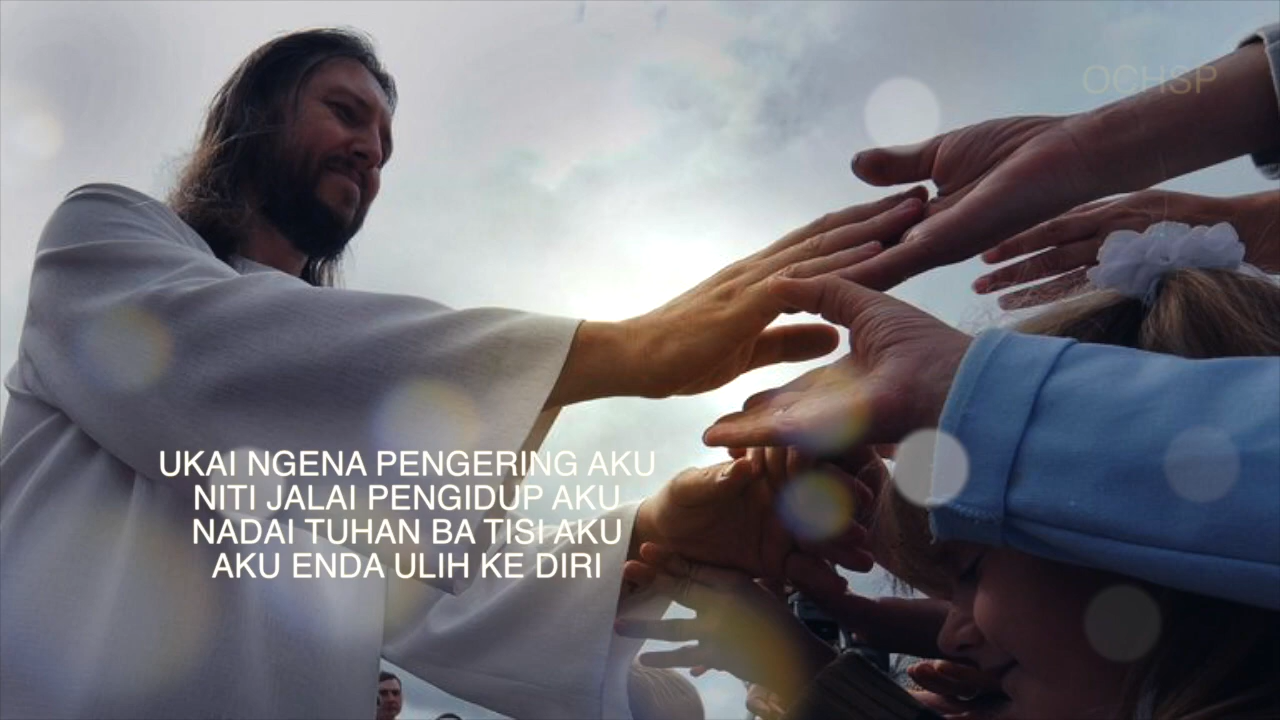 OCHSP
UKAI NGENA PENGERING AKU
NITI JALAI PENGIDUP AKU
NADAI TUHAN BA TISI AKU
AKU ENDA ULIH KE DIRI